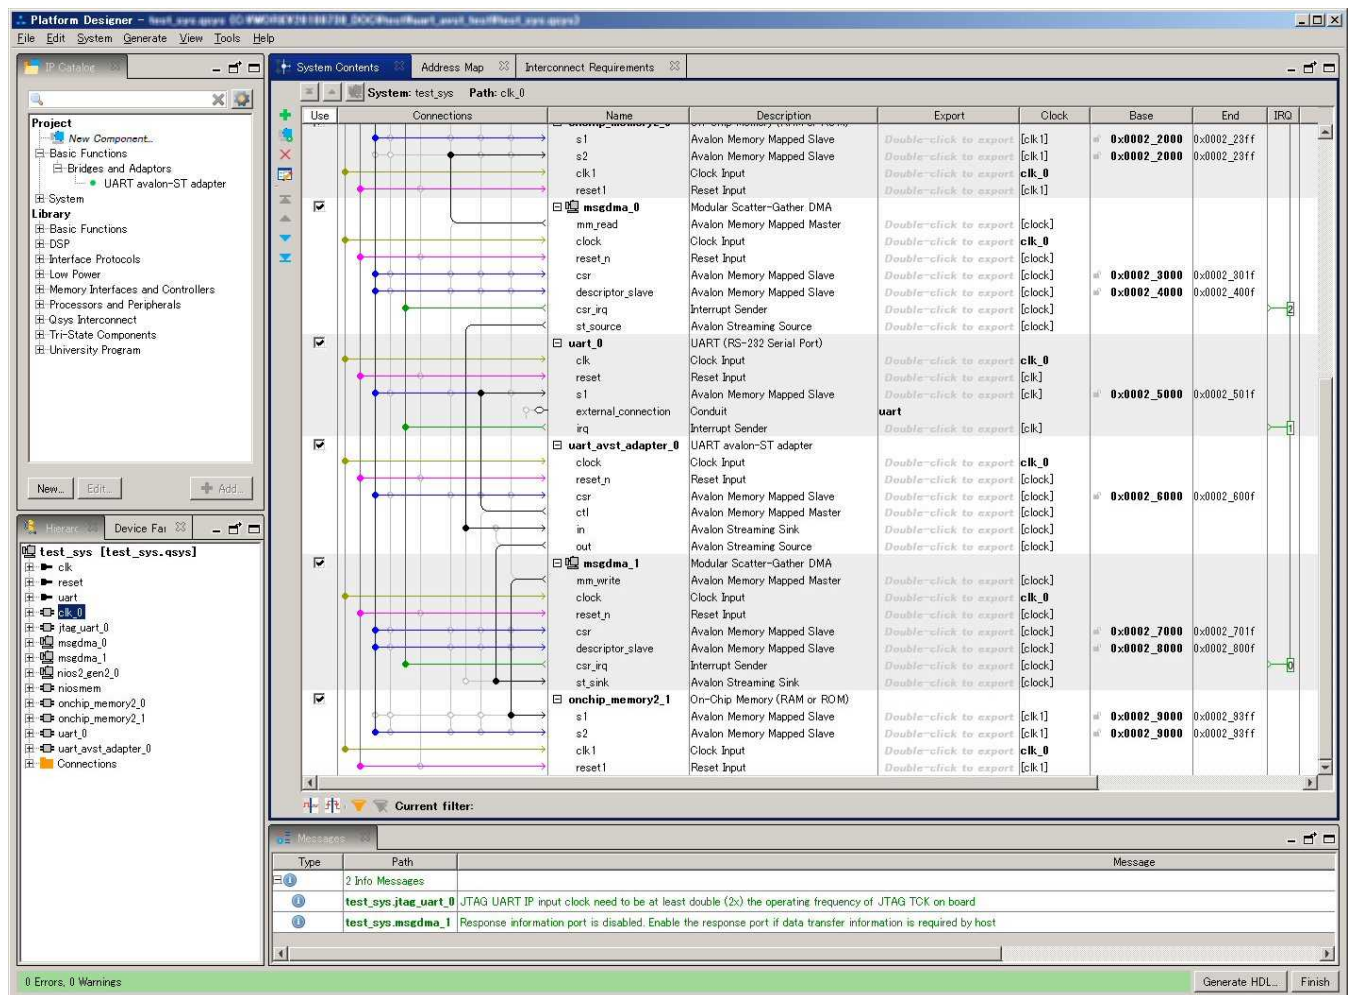 Platform Designer -
File Edit System Generate View Tools Help
IP Catalog
Project
New Component...
Basic Functions
Bridges and Adaptors
UART avalon-ST adapter
System
Library
Basic Functions
DSP
Interface Protocols
Low Power
Memory Interfaces and Controllers
Processors and Peripherals
Qsys Interconnect
Tri-State Components
University Program
New... Edit... Add...
Hierarc Device Far
test_sys [test_sys.qsys]
clk
reset
uart
clk_0
jtag_uart_0
msgdma_0
msgdma_1
nios2_gen2_0
niosmem
onchip_memory2_0
onchip_memory2_1
uart_0
uart_avst_adapter_0
Connections
System Contents Address Map Interconnect Requirements
System: test_sys Path: clk_0
Use Connections Name Description Export Clock Base End IRQ
onchip_memory2_0 On-Chip Memory (RAM or ROM)
s1 Avalon Memory Mapped Slave Double-click to export [clk1] 0x0002_2000 0x0002_23ff
s2 Avalon Memory Mapped Slave Double-click to export [clk1] 0x0002_2000 0x0002_23ff
clk1 Clock Input Double-click to export clk_0
reset1 Reset Input Double-click to export [clk1]
msgdma_0 Modular Scatter-Gather DMA
mm_read Avalon Memory Mapped Master Double-click to export [clock]
clock Clock Input Double-click to export clk_0
reset_n Reset Input Double-click to export [clock]
csr Avalon Memory Mapped Slave Double-click to export [clock] 0x0002_3000 0x0002_301f
descriptor_slave Avalon Memory Mapped Slave Double-click to export [clock] 0x0002_4000 0x0002_400f
csr_irq Interrupt Sender Double-click to export [clock] 2
st_source Avalon Streaming Source Double-click to export [clock]
uart_0 UART (RS-232 Serial Port)
clk Clock Input Double-click to export clk_0
reset Reset Input Double-click to export [clk]
s1 Avalon Memory Mapped Slave Double-click to export [clk] 0x0002_5000 0x0002_501f
external_connection Conduit uart
irq Interrupt Sender Double-click to export [clk] 1
uart_avst_adapter_0 UART avalon-ST adapter
clock Clock Input Double-click to export clk_0
reset_n Reset Input Double-click to export [clock]
csr Avalon Memory Mapped Slave Double-click to export [clock] 0x0002_6000 0x0002_600f
ctl Avalon Memory Mapped Master Double-click to export [clock]
in Avalon Streaming Sink Double-click to export [clock]
out Avalon Streaming Source Double-click to export [clock]
msgdma_1 Modular Scatter-Gather DMA
mm_write Avalon Memory Mapped Master Double-click to export [clock]
clock Clock Input Double-click to export clk_0
reset_n Reset Input Double-click to export [clock]
csr Avalon Memory Mapped Slave Double-click to export [clock] 0x0002_7000 0x0002_701f
descriptor_slave Avalon Memory Mapped Slave Double-click to export [clock] 0x0002_8000 0x0002_800f
csr_irq Interrupt Sender Double-click to export [clock] 0
st_sink Avalon Streaming Sink Double-click to export [clock]
onchip_memory2_1 On-Chip Memory (RAM or ROM)
s1 Avalon Memory Mapped Slave Double-click to export [clk1] 0x0002_9000 0x0002_93ff
s2 Avalon Memory Mapped Slave Double-click to export [clk1] 0x0002_9000 0x0002_93ff
clk1 Clock Input Double-click to export clk_0
reset1 Reset Input Double-click to export [clk1]
Current filter:
Messages
Type Path Message
2 Info Messages
test_sys.jtag_uart_0 JTAG UART IP input clock need to be at least double (2x) the operating frequency of JTAG TCK on board
test_sys.msgdma_1 Response information port is disabled. Enable the response port if data transfer information is required by host
0 Errors, 0 Warnings
Generate HDL... Finish